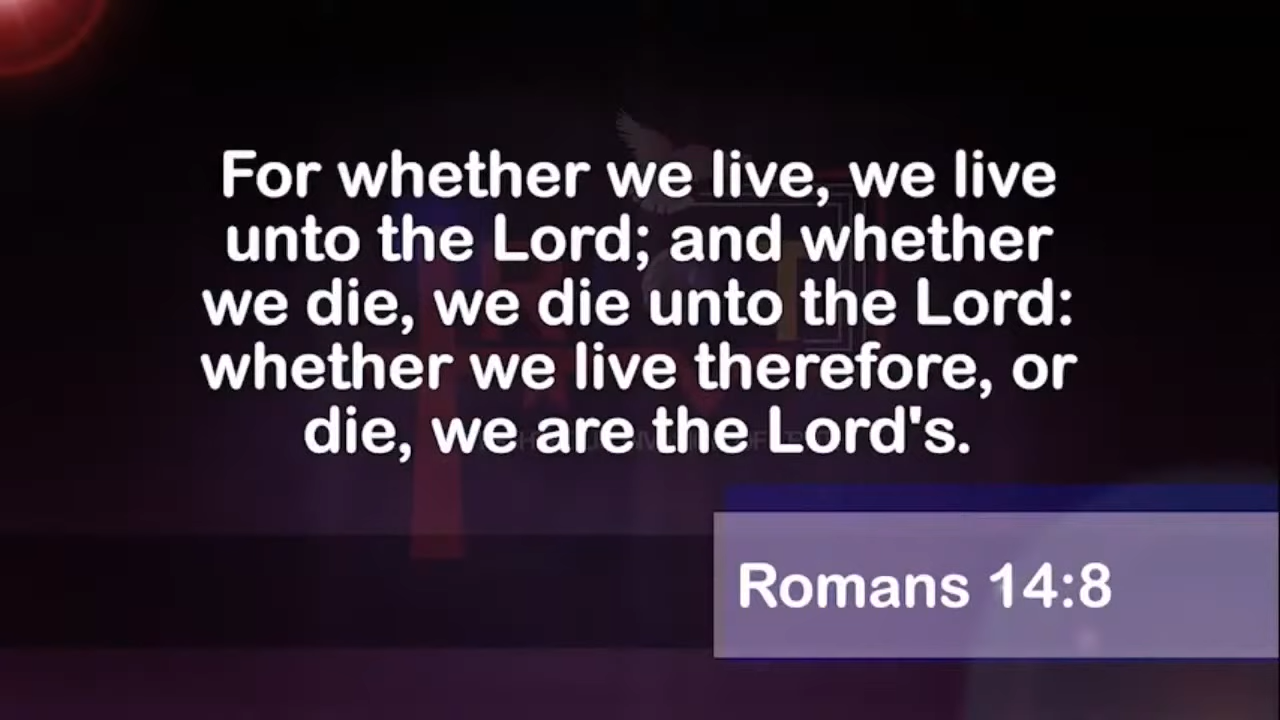 For whether we live, we live
unto the Lord; and whether
we die, we die unto the Lord:
whether we live therefore, or
die, we are the Lord's.
Romans 14:8